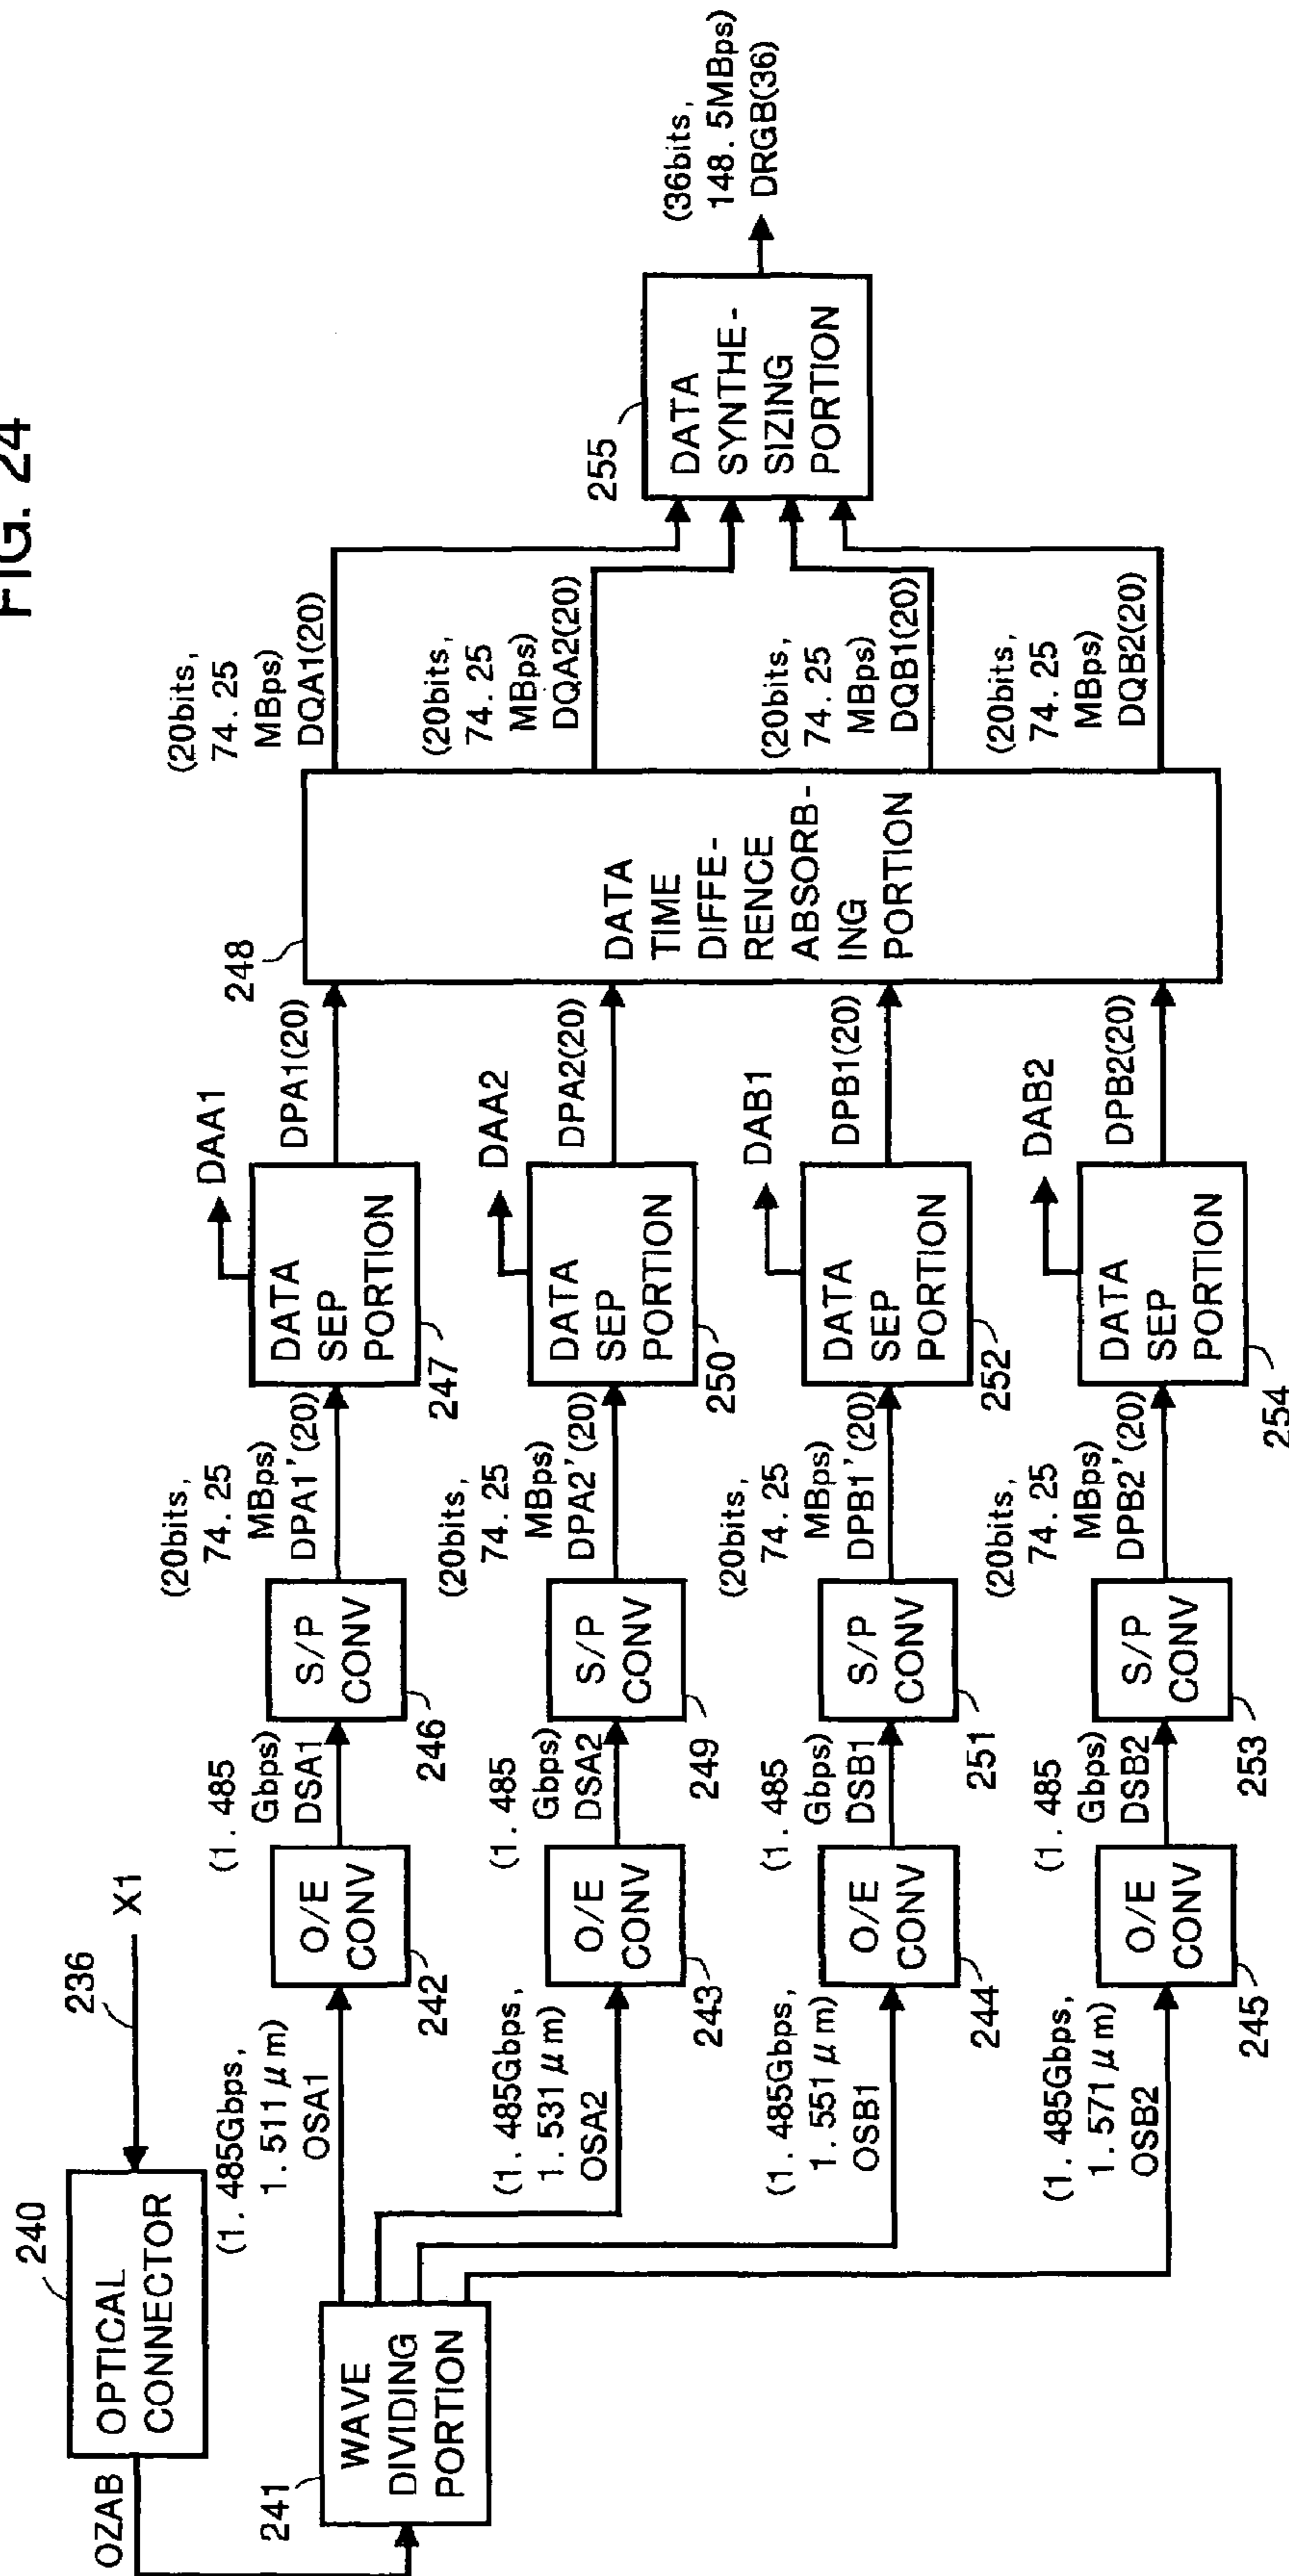 FIG. 24
240
OPTICAL
CONNECTOR
236
X1
OZAB
241
WAVE
DIVIDING
PORTION
(1. 485Gbps,
1. 511 μm)
OSA1
O/E
CONV
242
(1. 485
Gbps)
DSA1
S/P
CONV
246
(20bits,
74. 25
MBps)
DPA1'(20)
DATA
SEP
PORTION
247
DAA1
DPA1(20)
(1. 485Gbps,
1. 531 μm)
OSA2
O/E
CONV
243
(1. 485
Gbps)
DSA2
S/P
CONV
249
(20bits,
74. 25
MBps)
DPA2'(20)
DATA
SEP
PORTION
250
DAA2
DPA2(20)
(1. 485Gbps,
1. 551 μm)
OSB1
O/E
CONV
244
(1. 485
Gbps)
DSB1
S/P
CONV
251
(20bits,
74. 25
MBps)
DPB1'(20)
DATA
SEP
PORTION
252
DAB1
DPB1(20)
(1. 485Gbps,
1. 571 μm)
OSB2
O/E
CONV
245
(1. 485
Gbps)
DSB2
S/P
CONV
253
(20bits,
74. 25
MBps)
DPB2'(20)
DATA
SEP
PORTION
254
DAB2
DPB2(20)
248
DATA
TIME
DIFFE-
RENCE
ABSORB-
ING
PORTION
(20bits,
74. 25
MBps)
DQA1(20)
(20bits,
74. 25
MBps)
DQA2(20)
(20bits,
74. 25
MBps)
DQB1(20)
(20bits,
74. 25
MBps)
DQB2(20)
255
DATA
SYNTHE-
SIZING
PORTION
(36bits,
148. 5MBps)
DRGB(36)